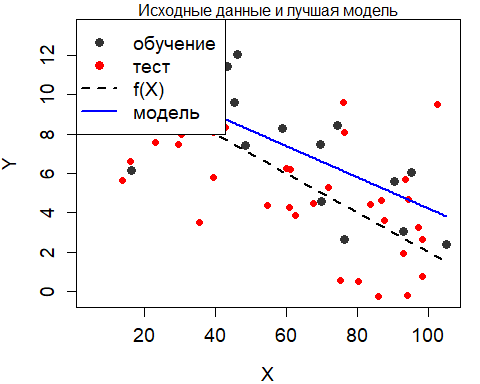 Исходные данные и лучшая модель
обучение
тест
f(X)
модель
Y
12
10
8
6
4
2
0
20 40 60 80 100
X